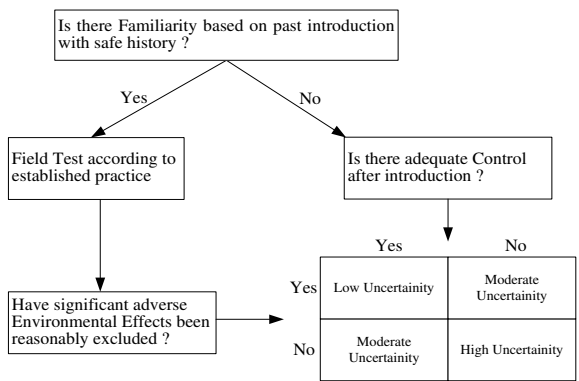 Is there Familiarity based on past introduction
with safe history ?
Yes
No
Field Test according to
established practice
Is there adequate Control
after introduction ?
Yes
No
Have significant adverse
Environmental Effects been
reasonably excluded ?
Yes
Low Uncertainity
Moderate
Uncertainity
No
Moderate
Uncertainity
High Uncertainity